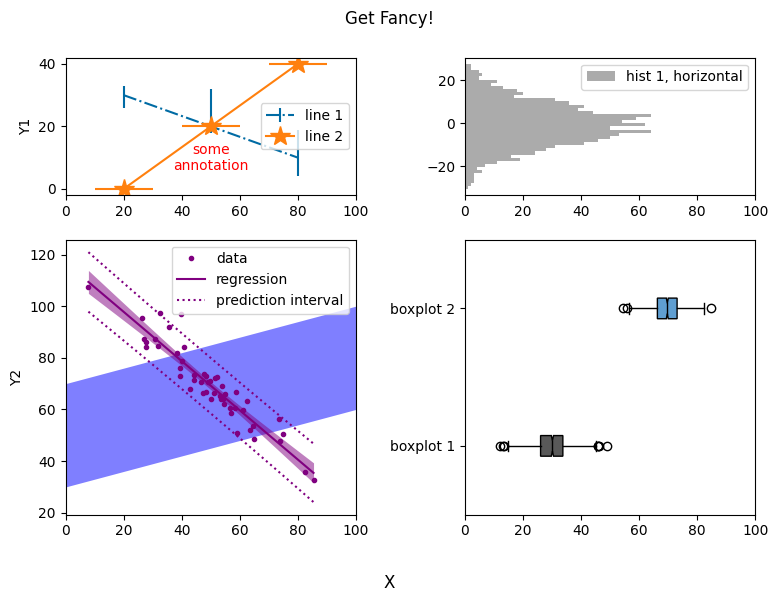 Get Fancy!
Y1
40
20
0
line 1
line 2
some
annotation
0 20 40 60 80 100
20
0
−20
hist 1, horizontal
0 20 40 60 80 100
Y2
120
100
80
60
40
20
data
regression
prediction interval
0 20 40 60 80 100
boxplot 2
boxplot 1
0 20 40 60 80 100
X